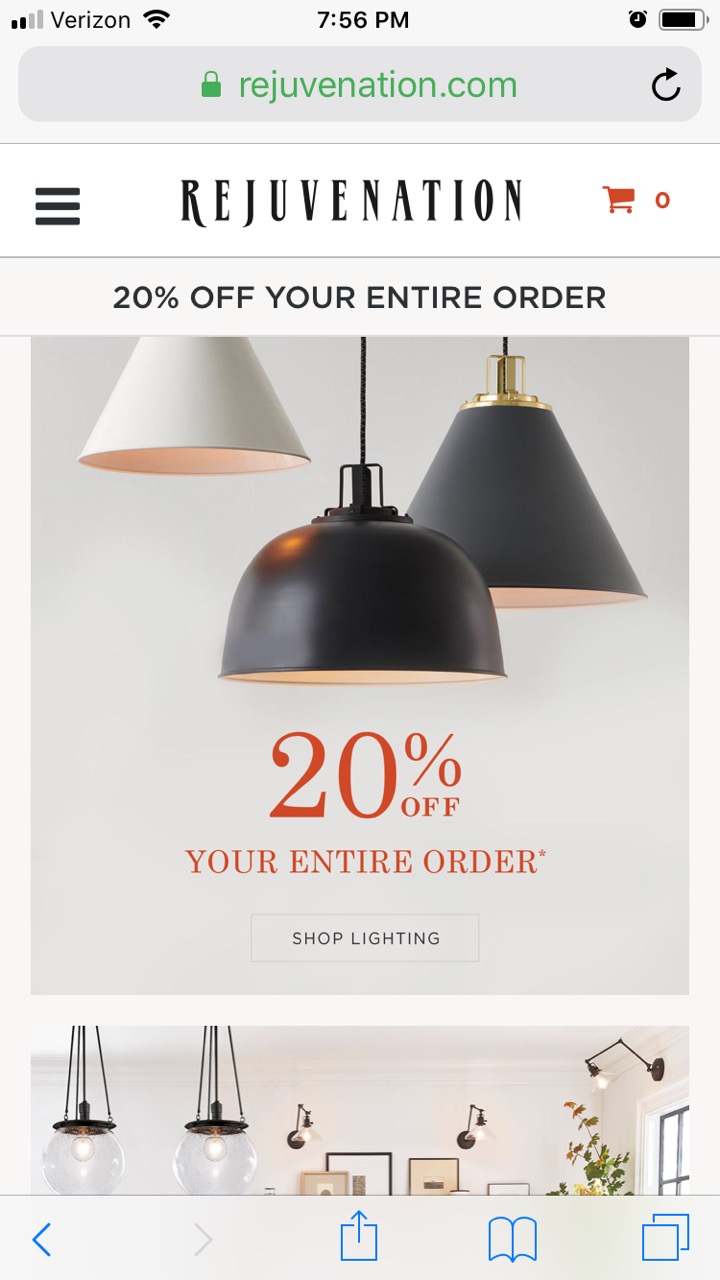 Verizon 7:56 PM
rejuvenation.com
REJUVENATION 0
20% OFF YOUR ENTIRE ORDER
20% OFF
YOUR ENTIRE ORDER*
SHOP LIGHTING